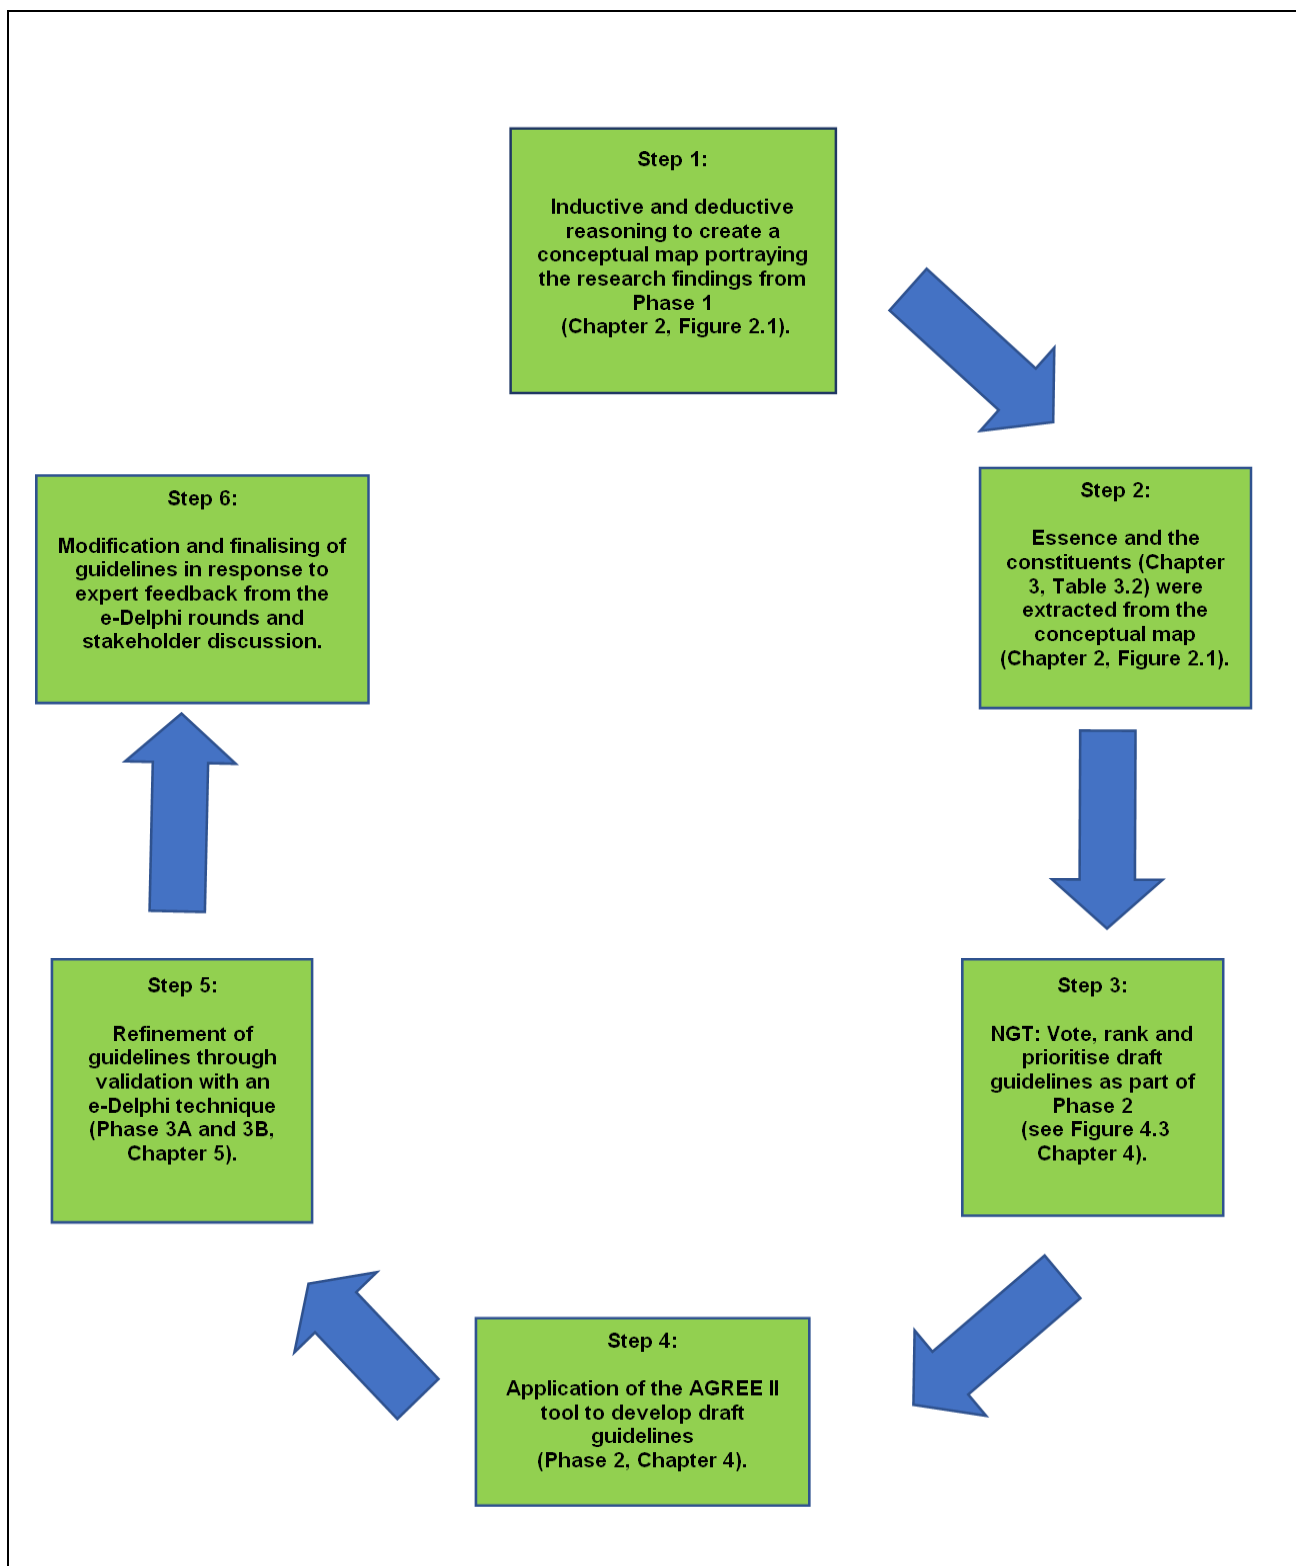 Step 1:
Inductive and deductive
reasoning to create a
conceptual map portraying
the research findings from
Phase 1
(Chapter 2, Figure 2.1).
Step 2:
Essence and the
constituents (Chapter
3, Table 3.2) were
extracted from the
conceptual map
(Chapter 2, Figure 2.1).
Step 3:
NGT: Vote, rank and
prioritise draft
guidelines as part of
Phase 2
(see Figure 4.3
Chapter 4).
Step 4:
Application of the AGREE II
tool to develop draft
guidelines
(Phase 2, Chapter 4).
Step 5:
Refinement of
guidelines through
validation with an
e-Delphi technique
(Phase 3A and 3B,
Chapter 5).
Step 6:
Modification and finalising of
guidelines in response to
expert feedback from the
e-Delphi rounds and
stakeholder discussion.